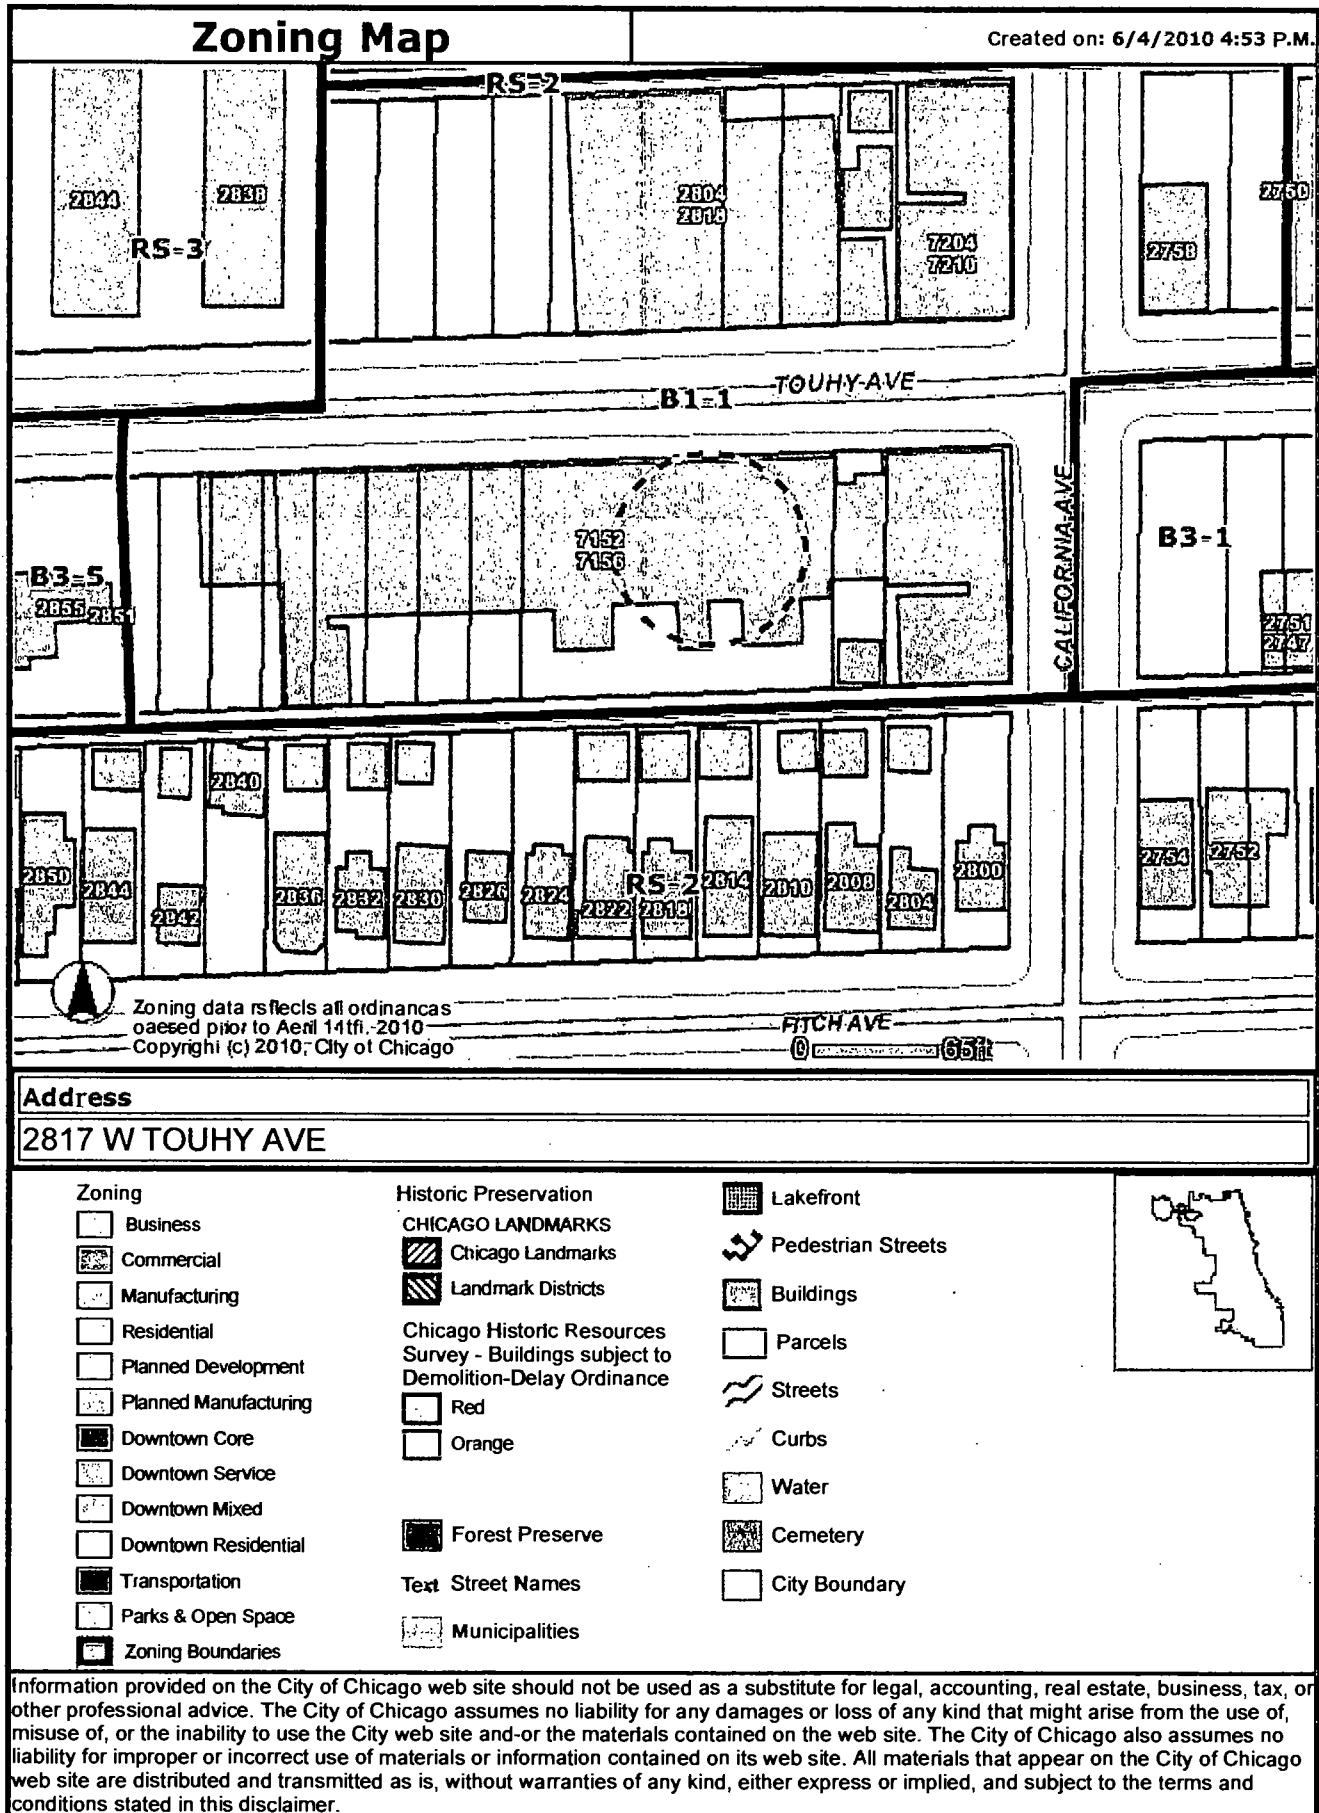 Zoning Map
Created on: 6/4/2010 4:53 P.M.
RS=2
2844
2838
RS=3
2804
2818
7204
7210
2758
2750
TOUHY AVE
B1=1
CALIFORNIA AVE
7152
7156
B3=1
B3=5
2855
2851
2751
2747
2840
2850
2844
2842
2836
2832
2830
2826
2824
2822
RS=2
2818
2814
2810
2808
2804
2800
2754
2752
Zoning data rsflecls all ordinancas
oaesed piior to Aeril 14tfi.-2010
Copyrighi (c) 2010, City ot Chicago
FITCH AVE
0 65ft
Address
2817 W TOUHY AVE
Zoning
Business
Commercial
Manufacturing
Residential
Planned Development
Planned Manufacturing
Downtown Core
Downtown Service
Downtown Mixed
Downtown Residential
Transportation
Parks & Open Space
Zoning Boundaries
Historic Preservation
CHICAGO LANDMARKS
Chicago Landmarks
Landmark Districts
Chicago Historic Resources
Survey - Buildings subject to
Demolition-Delay Ordinance
Red
Orange
Forest Preserve
Text Street Names
Municipalities
Lakefront
Pedestrian Streets
Buildings
Parcels
Streets
Curbs
Water
Cemetery
City Boundary
Information provided on the City of Chicago web site should not be used as a substitute for legal, accounting, real estate, business, tax, or
other professional advice. The City of Chicago assumes no liability for any damages or loss of any kind that might arise from the use of,
misuse of, or the inability to use the City web site and-or the materials contained on the web site. The City of Chicago also assumes no
liability for improper or incorrect use of materials or information contained on its web site. All materials that appear on the City of Chicago
web site are distributed and transmitted as is, without warranties of any kind, either express or implied, and subject to the terms and
conditions stated in this disclaimer.